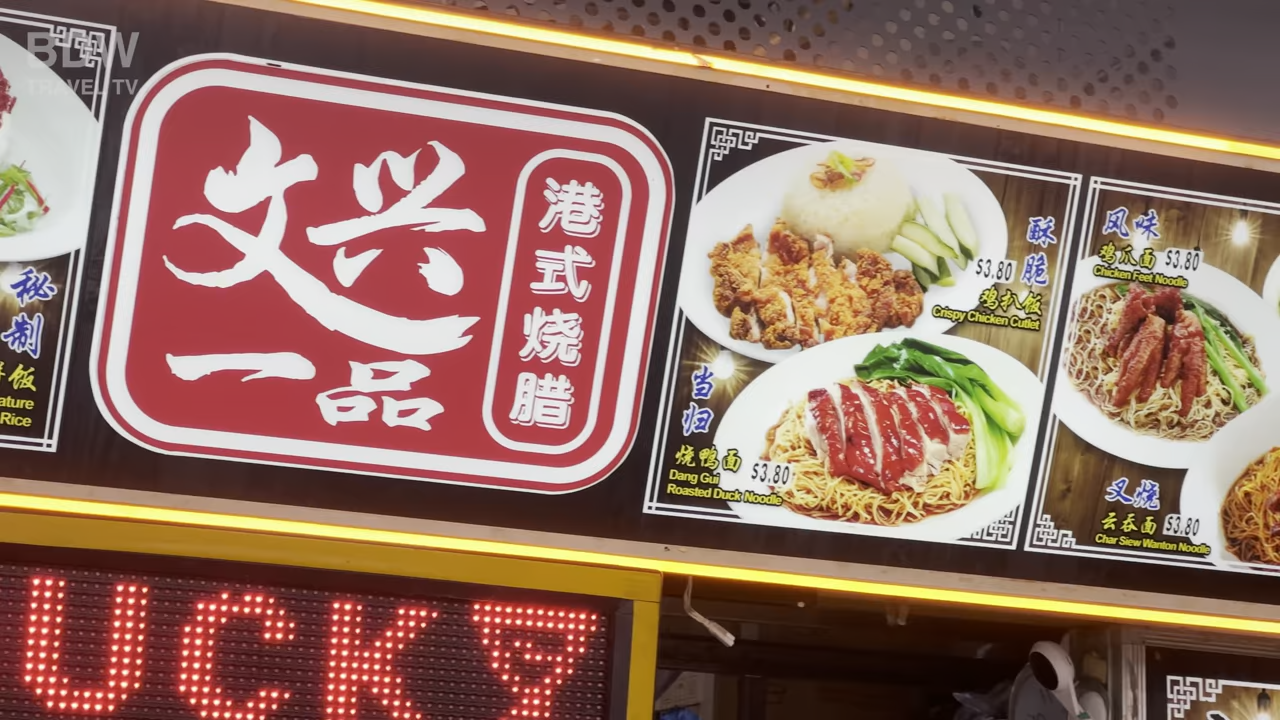 BDW
TRAVEL TV
秘
制
饭
ature
Rice
文兴
一品
港式烧腊
酥
脆
$3.80
鸡扒饭
Crispy Chicken Cutlet
当
归
烧鸭面
$3.80
Dang Gui
Roasted Duck Noodle
风味
鸡爪面 $3.80
Chicken Feet Noodle
叉烧
云吞面 $3.80
Char Siew Wanton Noodle
UCK